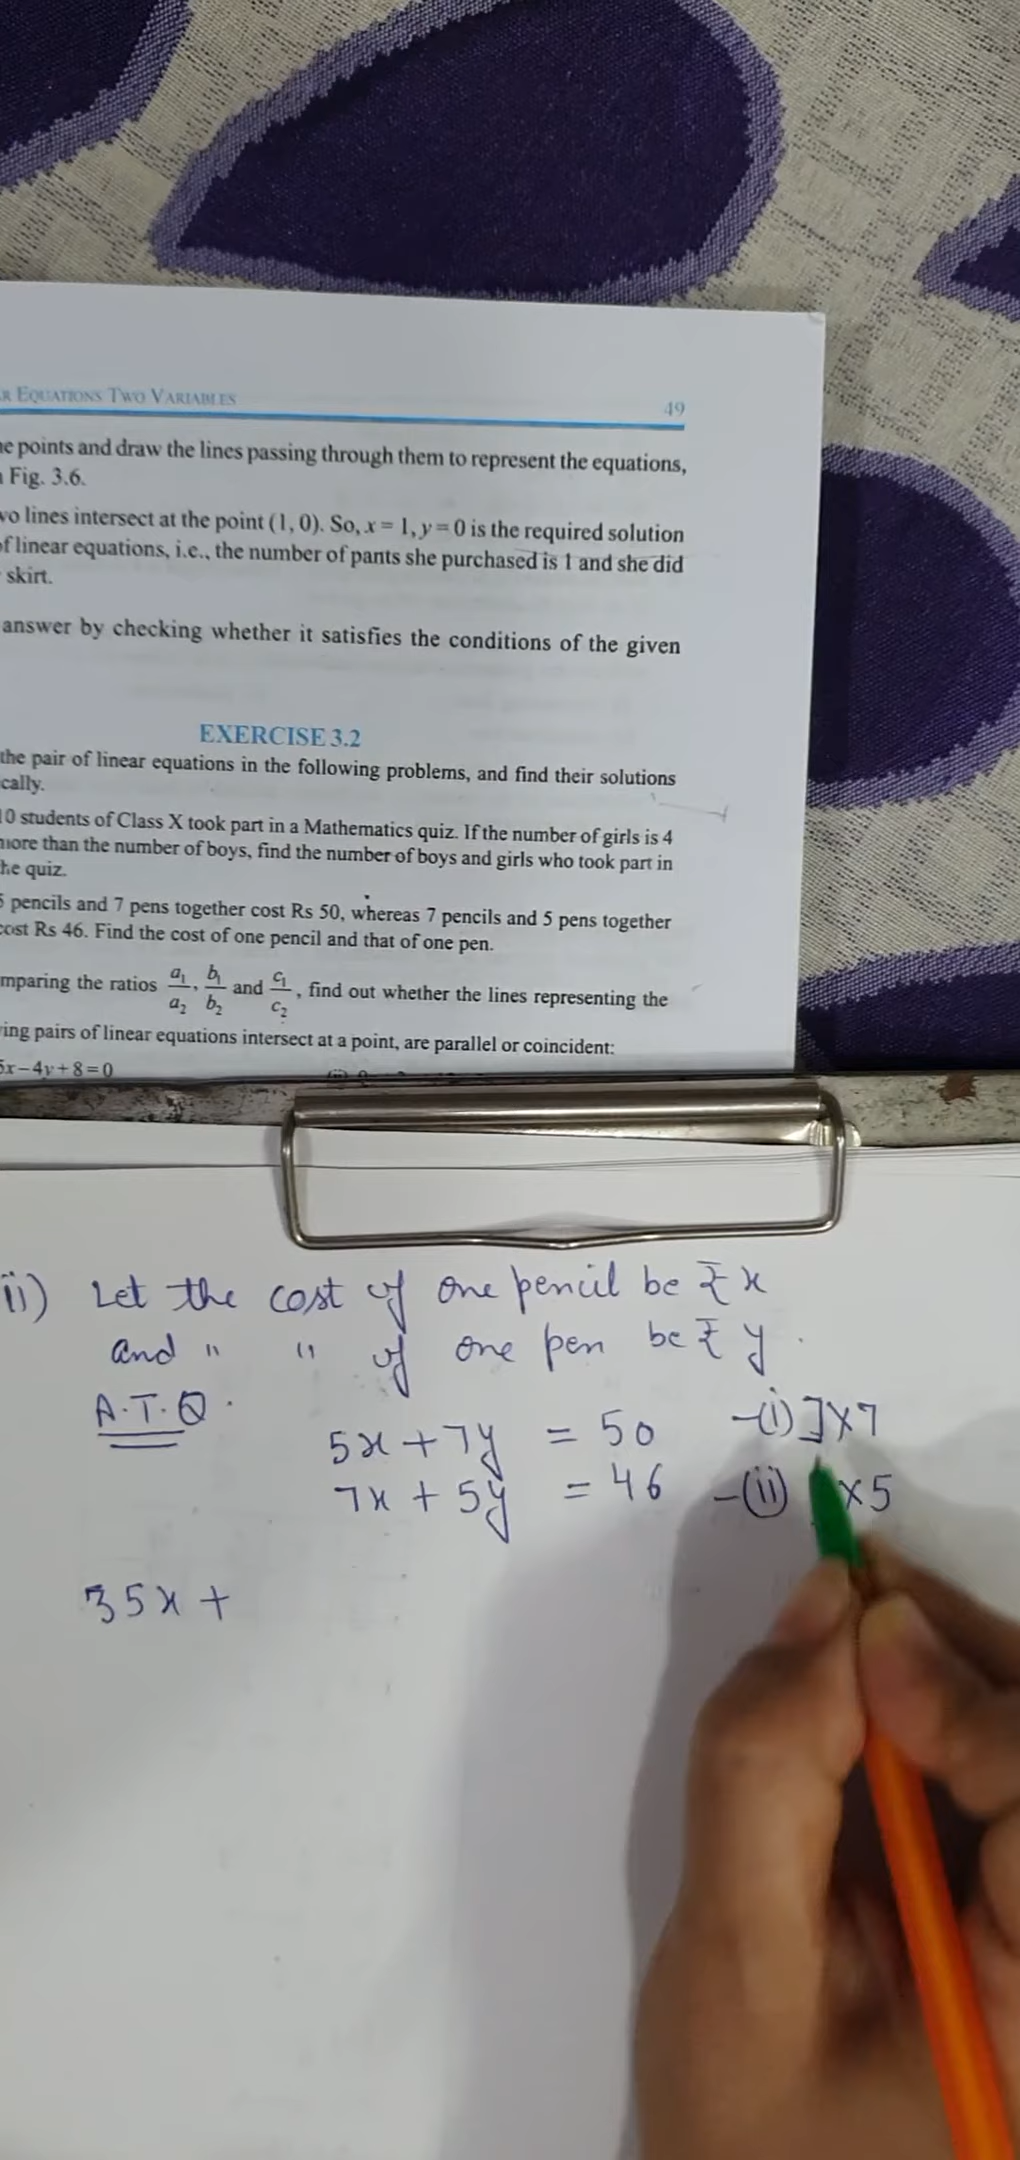 EQUATIONS TWO VARIABLES 49
points and draw the lines passing through them to represent the equations,
Fig. 3.6.
lines intersect at the point (1, 0). So, x = 1, y = 0 is the required solution
linear equations, i.e., the number of pants she purchased is 1 and she did
skirt.
answer by checking whether it satisfies the conditions of the given
EXERCISE 3.2
the pair of linear equations in the following problems, and find their solutions
cally.
10 students of Class X took part in a Mathematics quiz. If the number of girls is 4
more than the number of boys, find the number of boys and girls who took part in
the quiz.
5 pencils and 7 pens together cost Rs 50, whereas 7 pencils and 5 pens together
cost Rs 46. Find the cost of one pencil and that of one pen.
mparing the ratios a₁/a₂, b₁/b₂ and c₁/c₂, find out whether the lines representing the
ing pairs of linear equations intersect at a point, are parallel or coincident:
5x – 4y + 8 = 0
ii) Let the cost of one pencil be ₹ x
and " " of one pen be ₹ y.
A.T.Q.
5x + 7y = 50 -(i)]×7
7x + 5y = 46 -(ii) ×5
35x +